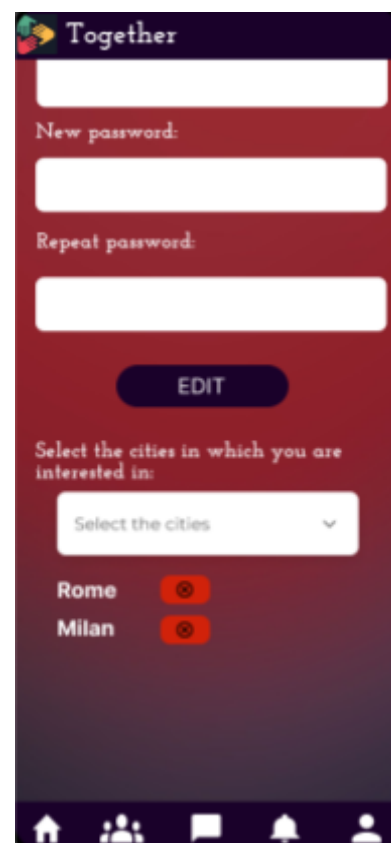 Together
New password:
Repeat password:
EDIT
Select the cities in which you are
interested in:
Select the cities
Rome
Milan